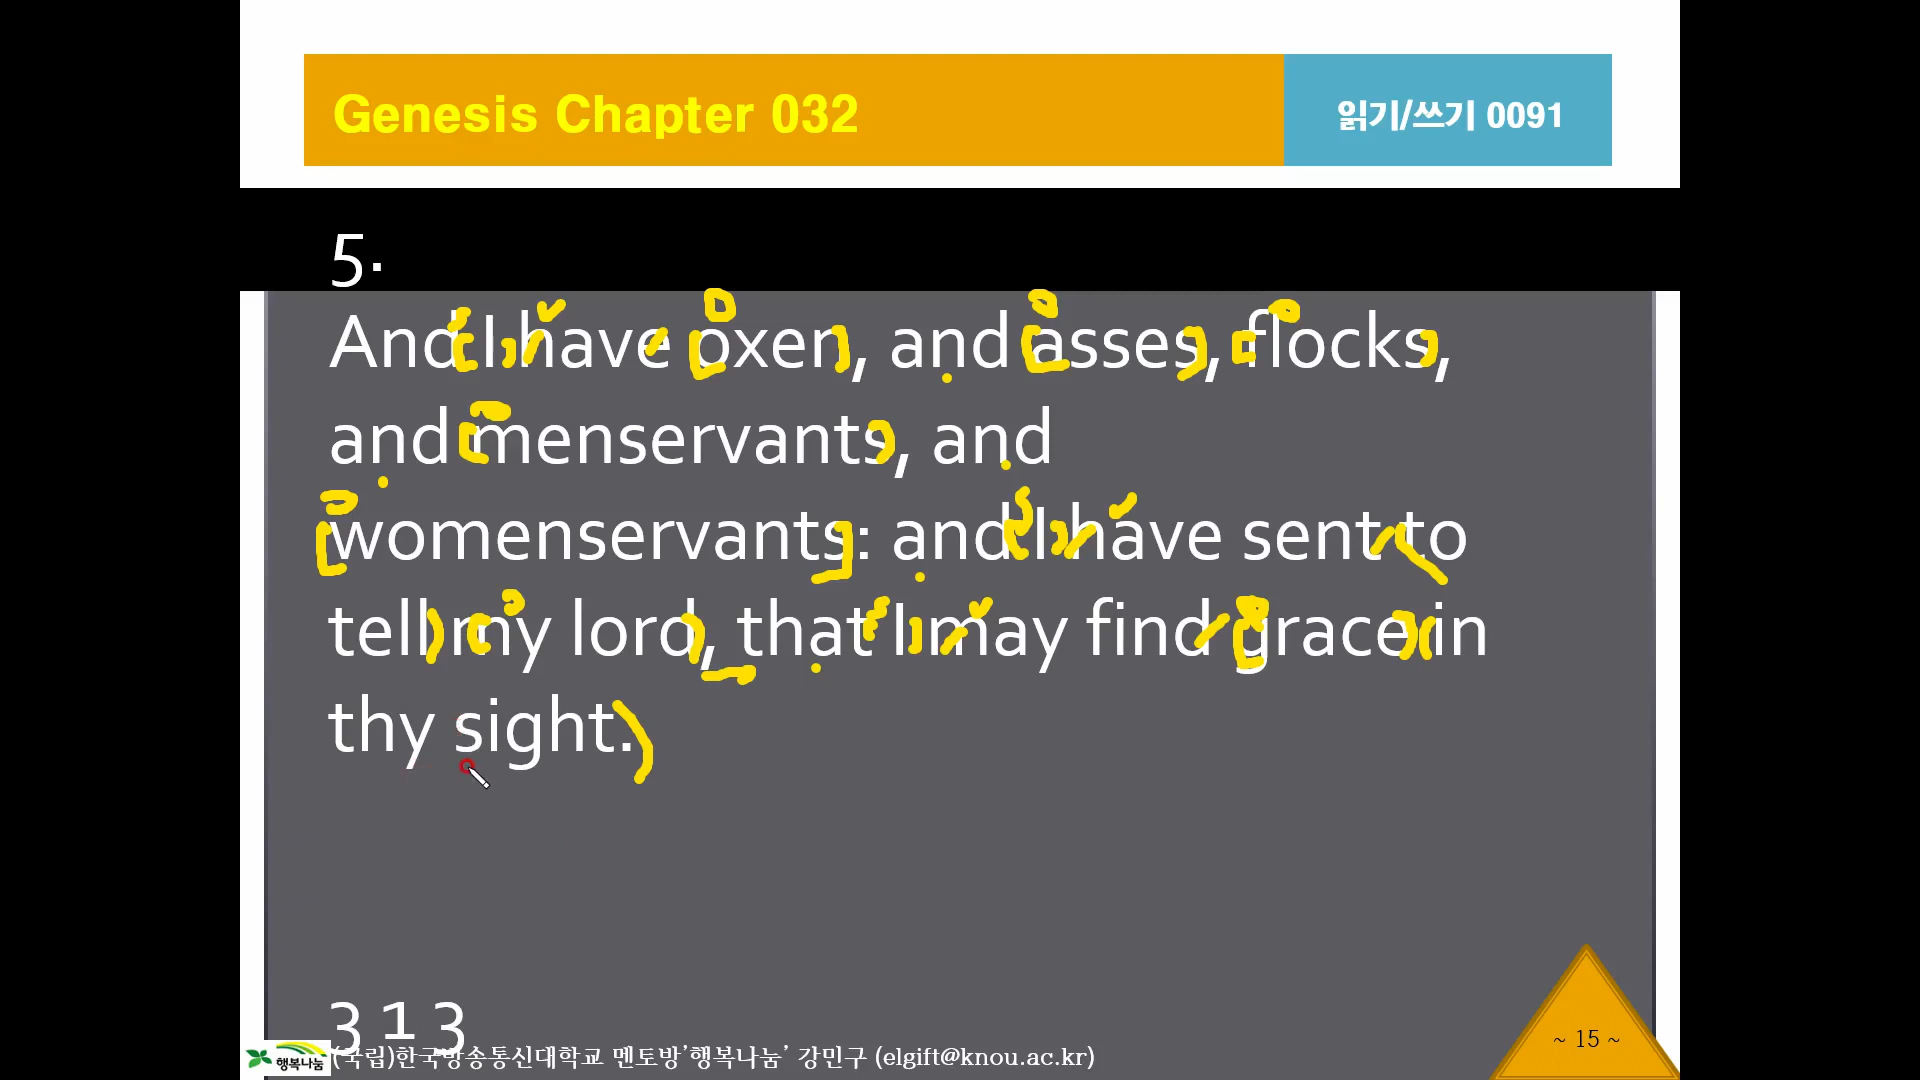 Genesis Chapter 032
읽기/쓰기 0091
5.
And I have oxen, and asses, flocks,
and menservants, and
womenservants: and I have sent to
tell my lord, that I may find grace in
thy sight.
3 1 3
행복나눔
(국립)한국방송통신대학교 멘토방'행복나눔' 강민구 (elgift@knou.ac.kr)
~ 15 ~